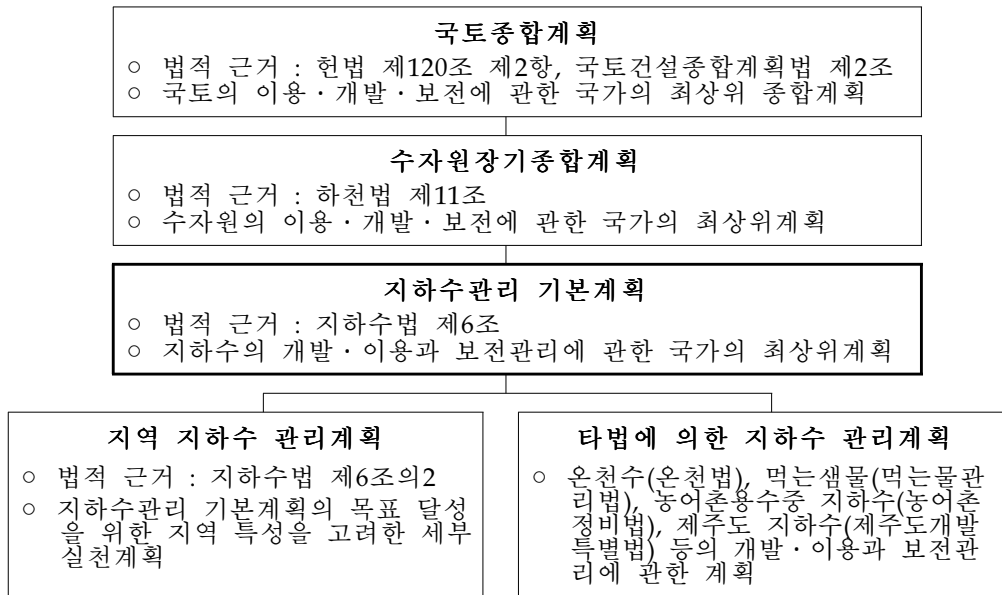 국토종합계획
○ 법적 근거 : 헌법 제120조 제2항, 국토건설종합계획법 제2조
○ 국토의 이용·개발·보전에 관한 국가의 최상위 종합계획
수자원장기종합계획
○ 법적 근거 : 하천법 제11조
○ 수자원의 이용·개발·보전에 관한 국가의 최상위계획
지하수관리 기본계획
○ 법적 근거 : 지하수법 제6조
○ 지하수의 개발·이용과 보전관리에 관한 국가의 최상위계획
지역 지하수 관리계획
○ 법적 근거 : 지하수법 제6조의2
○ 지하수관리 기본계획의 목표 달성
을 위한 지역 특성을 고려한 세부
실천계획
타법에 의한 지하수 관리계획
○ 온천수(온천법), 먹는샘물(먹는물관
리법), 농어촌용수중 지하수(농어촌
정비법), 제주도 지하수(제주도개발
특별법) 등의 개발·이용과 보전관
리에 관한 계획